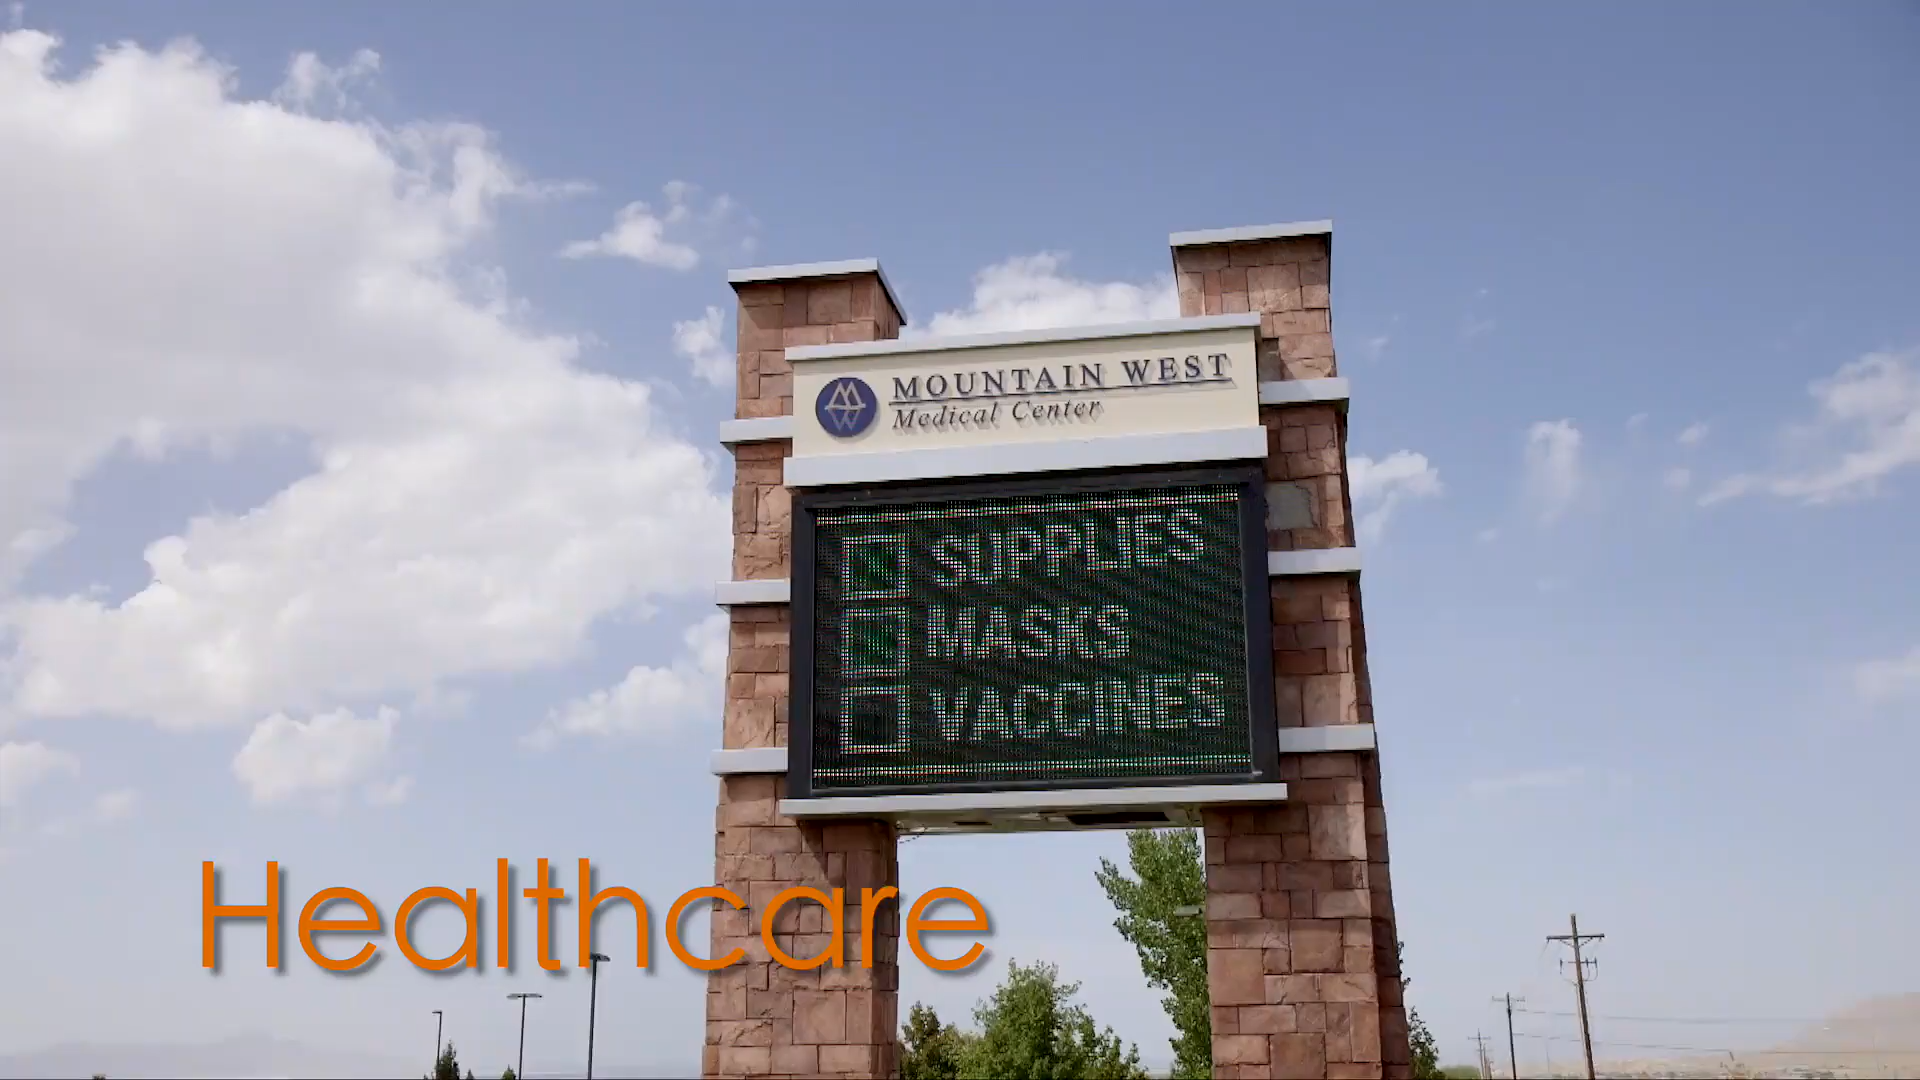 MOUNTAIN WEST
Medical Center
SUPPLIES
MASKS
VACCINES
Healthcare